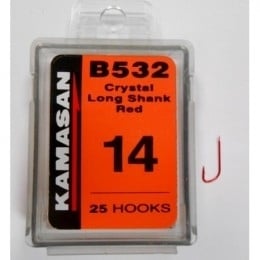 KAMASAN
B532
Crystal
Long Shank
Red
14
25 HOOKS